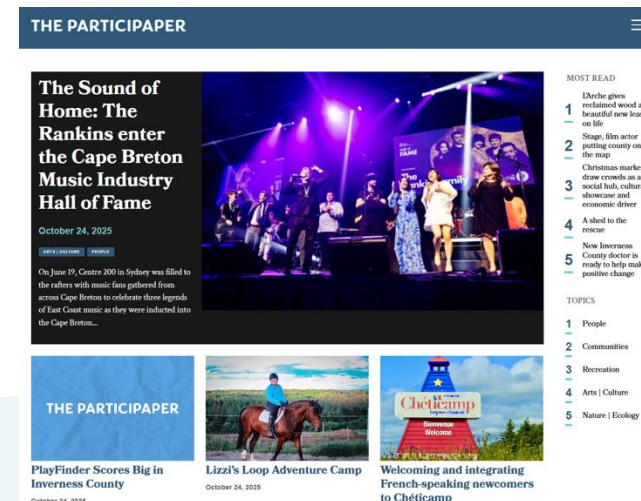 THE PARTICIPAPER
The Sound of
Home: The
Rankins enter
the Cape Breton
Music Industry
Hall of Fame
October 24, 2025
ARTS | CULTURE
PEOPLE
On June 19, Centre 200 in Sydney was filled to
the rafters with music fans gathered from
across Cape Breton to celebrate three legends
of East Coast music as they were inducted into
the Cape Breton...
MOST READ
1
L'Arche gives
reclaimed wood a
beautiful new
on life
2
Stage, film actor
putting county on
the map
3
Christmas
draw crowds as a
social hub,
showcase and
economic driver
4
A shed to the
rescue
5
New Inverness
County doctor is
ready to help
positive change
TOPICS
1 People
2 Communities
3 Recreation
4 Arts | Culture
5 Nature | Ecology
THE PARTICIPAPER
PlayFinder Scores Big in
Inverness County
October 24, 2025
Lizzi's Loop Adventure Camp
October 24, 2025
Chéticamp
Bienvenue
Welcome
Welcoming and integrating
French-speaking newcomers
to Chéticamp